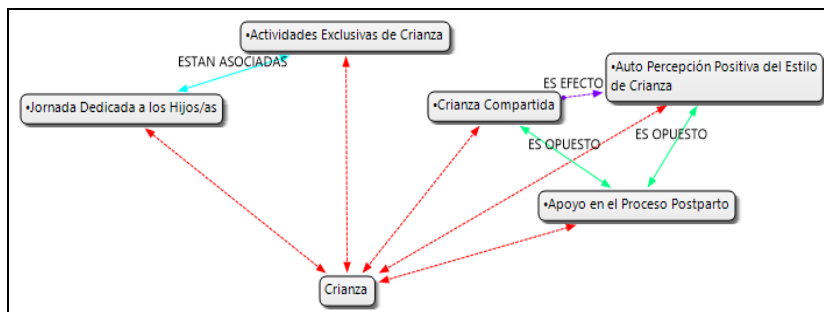 •Actividades Exclusivas de Crianza
ESTAN ASOCIADAS
•Auto Percepción Positiva del Estilo
de Crianza
ES EFECTO
•Jornada Dedicada a los Hijos/as
•Crianza Compartida
ES OPUESTO
ES OPUESTO
•Apoyo en el Proceso Postparto
Crianza